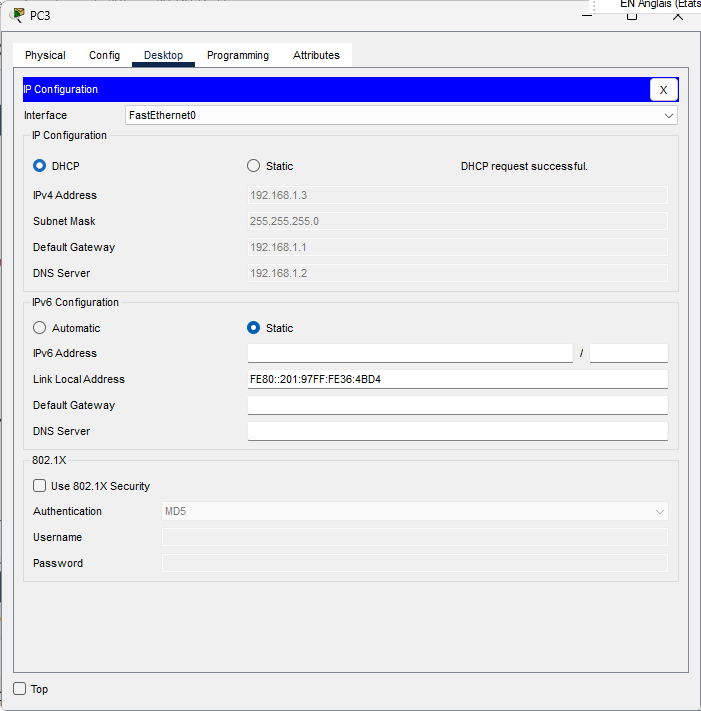 EN Anglais (États
PC3
Physical Config Desktop Programming Attributes
IP Configuration X
Interface FastEthernet0
IP Configuration
DHCP Static DHCP request successful.
IPv4 Address 192.168.1.3
Subnet Mask 255.255.255.0
Default Gateway 192.168.1.1
DNS Server 192.168.1.2
IPv6 Configuration
Automatic Static
IPv6 Address /
Link Local Address FE80::201:97FF:FE36:4BD4
Default Gateway
DNS Server
802.1X
Use 802.1X Security
Authentication MD5
Username
Password
Top